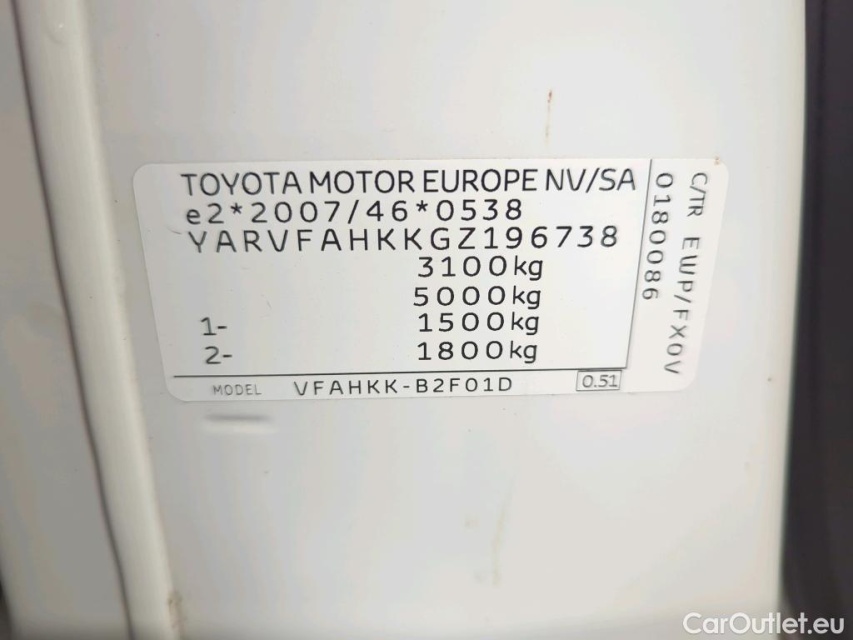 TOYOTA MOTOR EUROPE NV/SA
e2*2007/46*0538
YARVFAHKKGZ196738
3100kg
5000kg
1- 1500kg
2- 1800kg
MODEL VFAHKK-B2F01D 0.51
C/TR EWP/FX0V
0180086
CarOutlet.eu